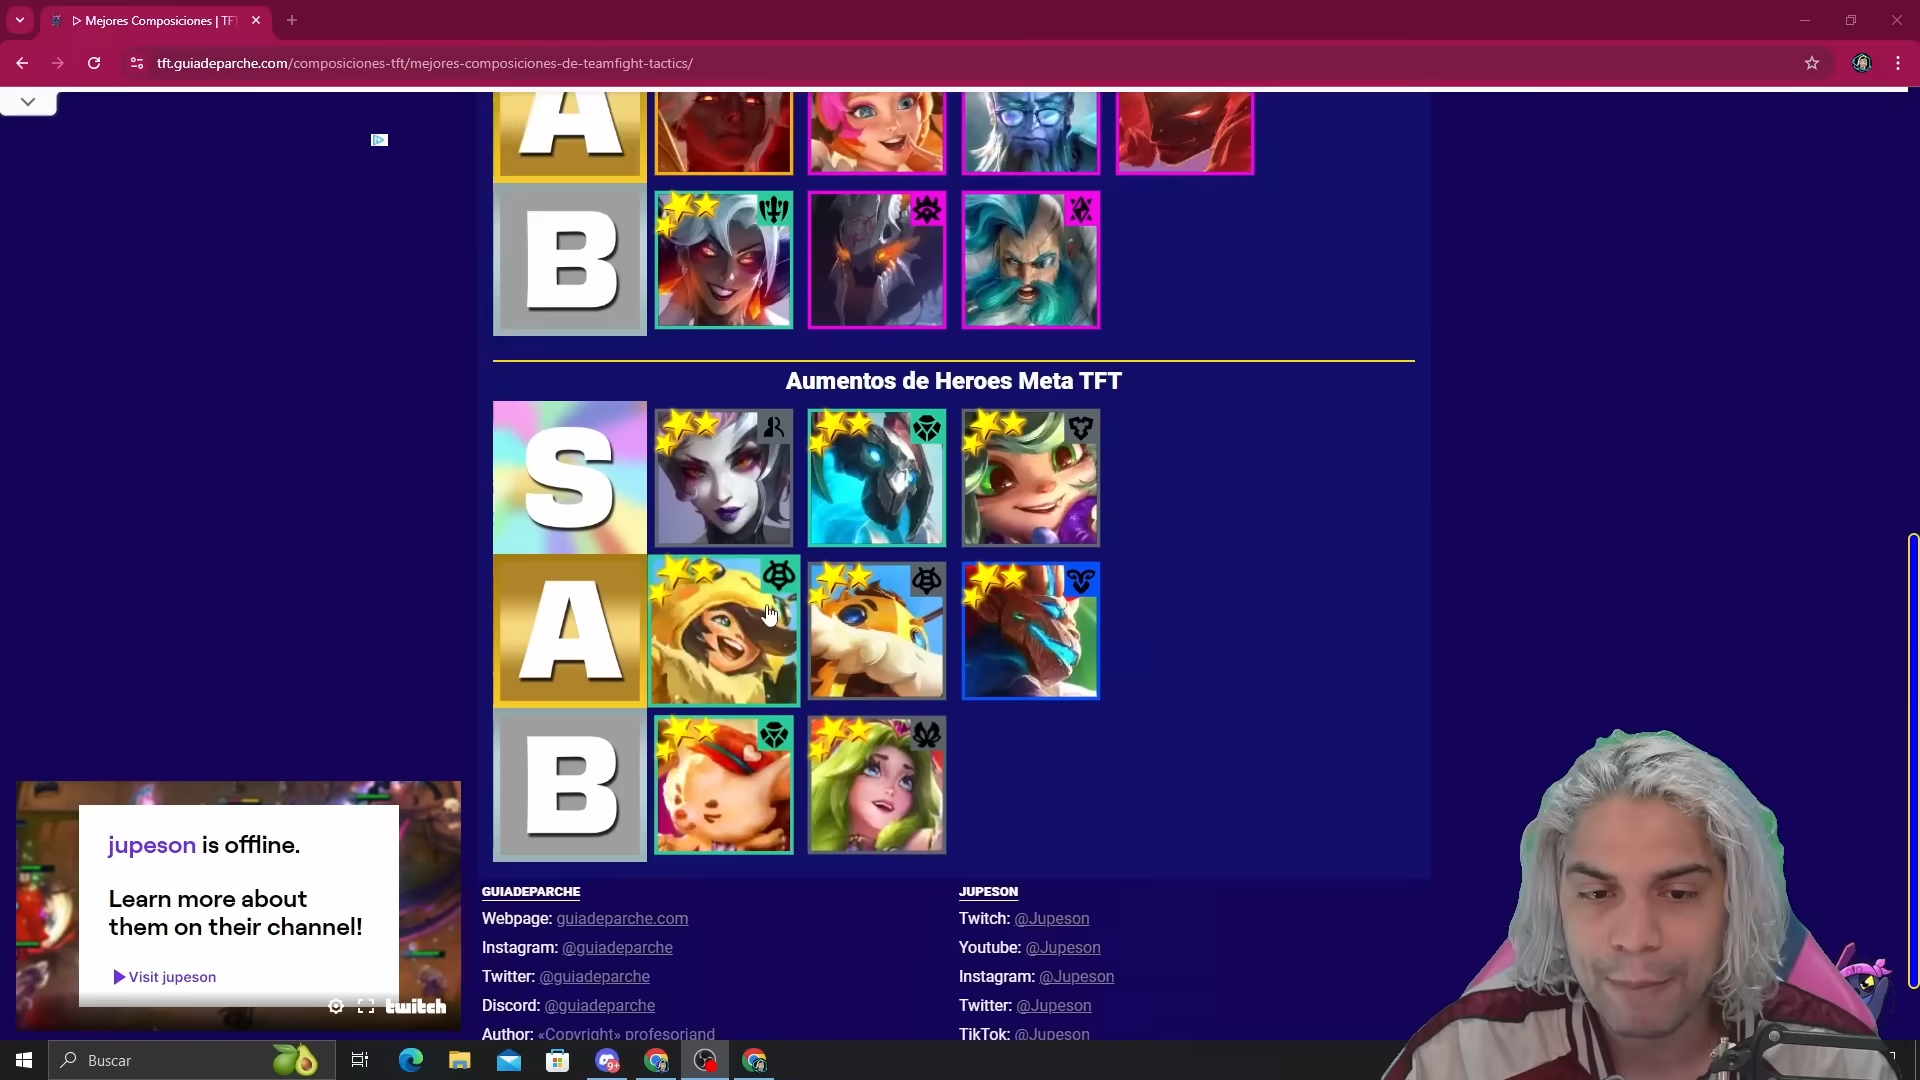 ▷ Mejores Composiciones | TF
tft.guiadeparche.com/composiciones-tft/mejores-composiciones-de-teamfight-tactics/
A
B
Aumentos de Heroes Meta TFT
S
A
B
jupeson is offline.
Learn more about
them on their channel!
Visit jupeson
twitch
GUIADEPARCHE
Webpage: guiadeparche.com
Instagram: @guiadeparche
Twitter: @guiadeparche
Discord: @guiadeparche
Author: «Copyright» profesoriand
JUPESON
Twitch: @Jupeson
Youtube: @Jupeson
Instagram: @Jupeson
Twitter: @Jupeson
TikTok: @Jupeson
Buscar
9+